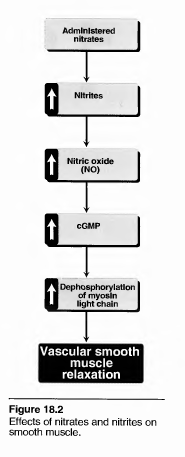 Administered
nitrates
Nitrites
Nitric oxide
(NO)
cGMP
Dephosphorylation
of myosin
light chain
Vascular smooth
muscle
relaxation
Figure 18.2
Effects of nitrates and nitrites on
smooth muscle.